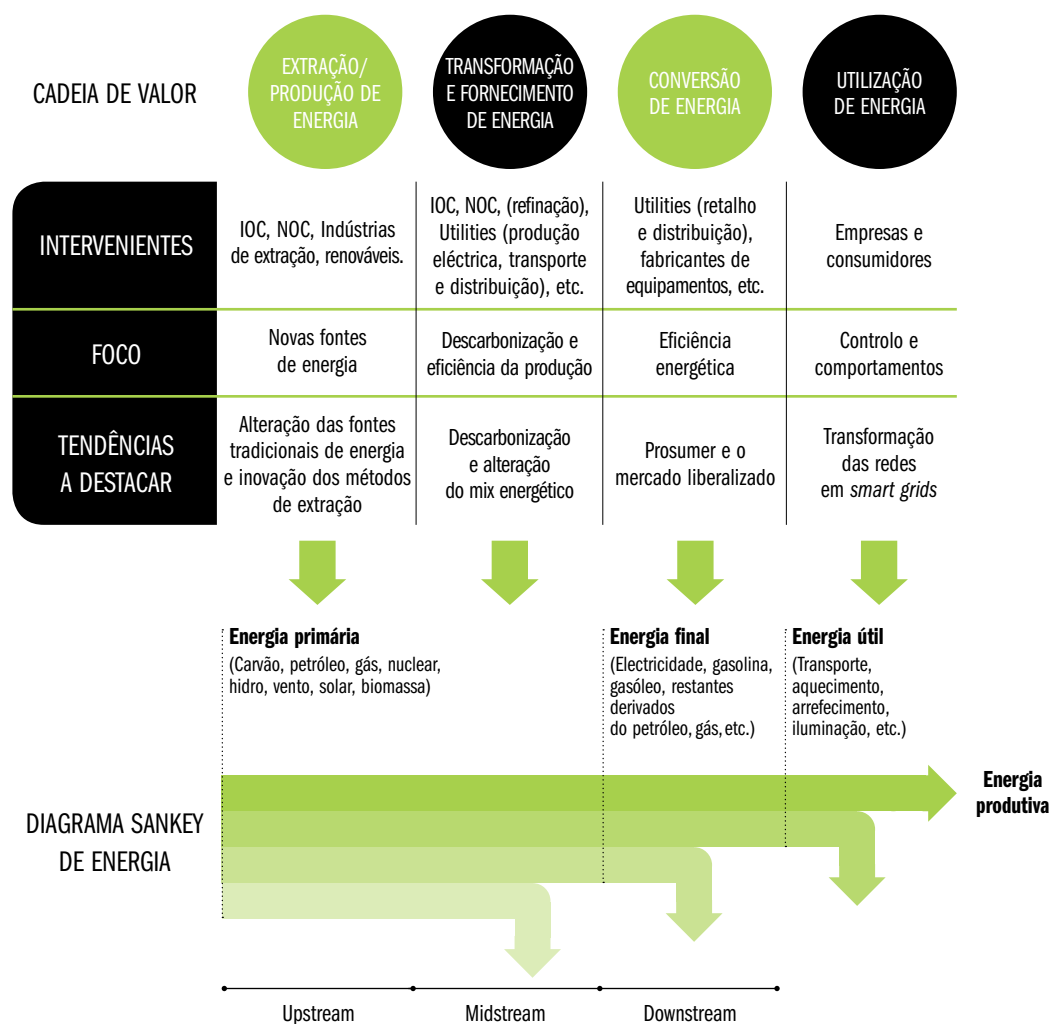 CADEIA DE VALOR
EXTRAÇÃO/
PRODUÇÃO DE
ENERGIA
TRANSFORMAÇÃO
E FORNECIMENTO
DE ENERGIA
CONVERSÃO
DE ENERGIA
UTILIZAÇÃO
DE ENERGIA
INTERVENIENTES
IOC, NOC, Indústrias
de extração, renováveis.
IOC, NOC, (refinação),
Utilities (produção
eléctrica, transporte
e distribuição), etc.
Utilities (retalho
e distribuição),
fabricantes de
equipamentos, etc.
Empresas e
consumidores
FOCO
Novas fontes
de energia
Descarbonização e
eficiência da produção
Eficiência
energética
Controlo e
comportamentos
TENDÊNCIAS
A DESTACAR
Alteração das fontes
tradicionais de energia
e inovação dos métodos
de extração
Descarbonização
e alteração
do mix energético
Prosumer e o
mercado liberalizado
Transformação
das redes
em smart grids
Energia primária
(Carvão, petróleo, gás, nuclear,
hidro, vento, solar, biomassa)
Energia final
(Electricidade, gasolina,
gasóleo, restantes
derivados
do petróleo, gás, etc.)
Energia útil
(Transporte,
aquecimento,
arrefecimento,
iluminação, etc.)
DIAGRAMA SANKEY
DE ENERGIA
Energia
produtiva
Upstream
Midstream
Downstream